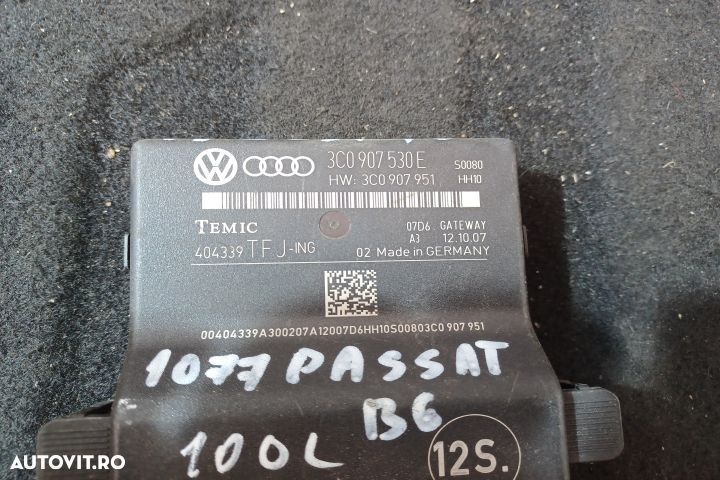 3C0 907 530 E
S0080
HW: 3C0 907 951
HH10
TEMIC
07D6 GATEWAY
A3 12.10.07
404339 TFJ-ING
02 Made in GERMANY
00404339A300207A12007D6HH10S00803C0 907 951
1077 PASSAT
B6
100L
12S.
AUTOVIT.RO